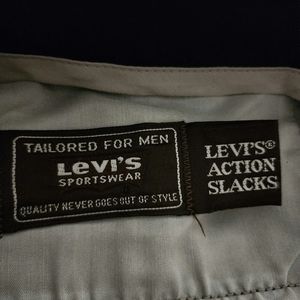 TAILORED FOR MEN
Levi's
SPORTSWEAR
QUALITY NEVER GOES OUT OF STYLE
LEVI'S®
ACTION
SLACKS